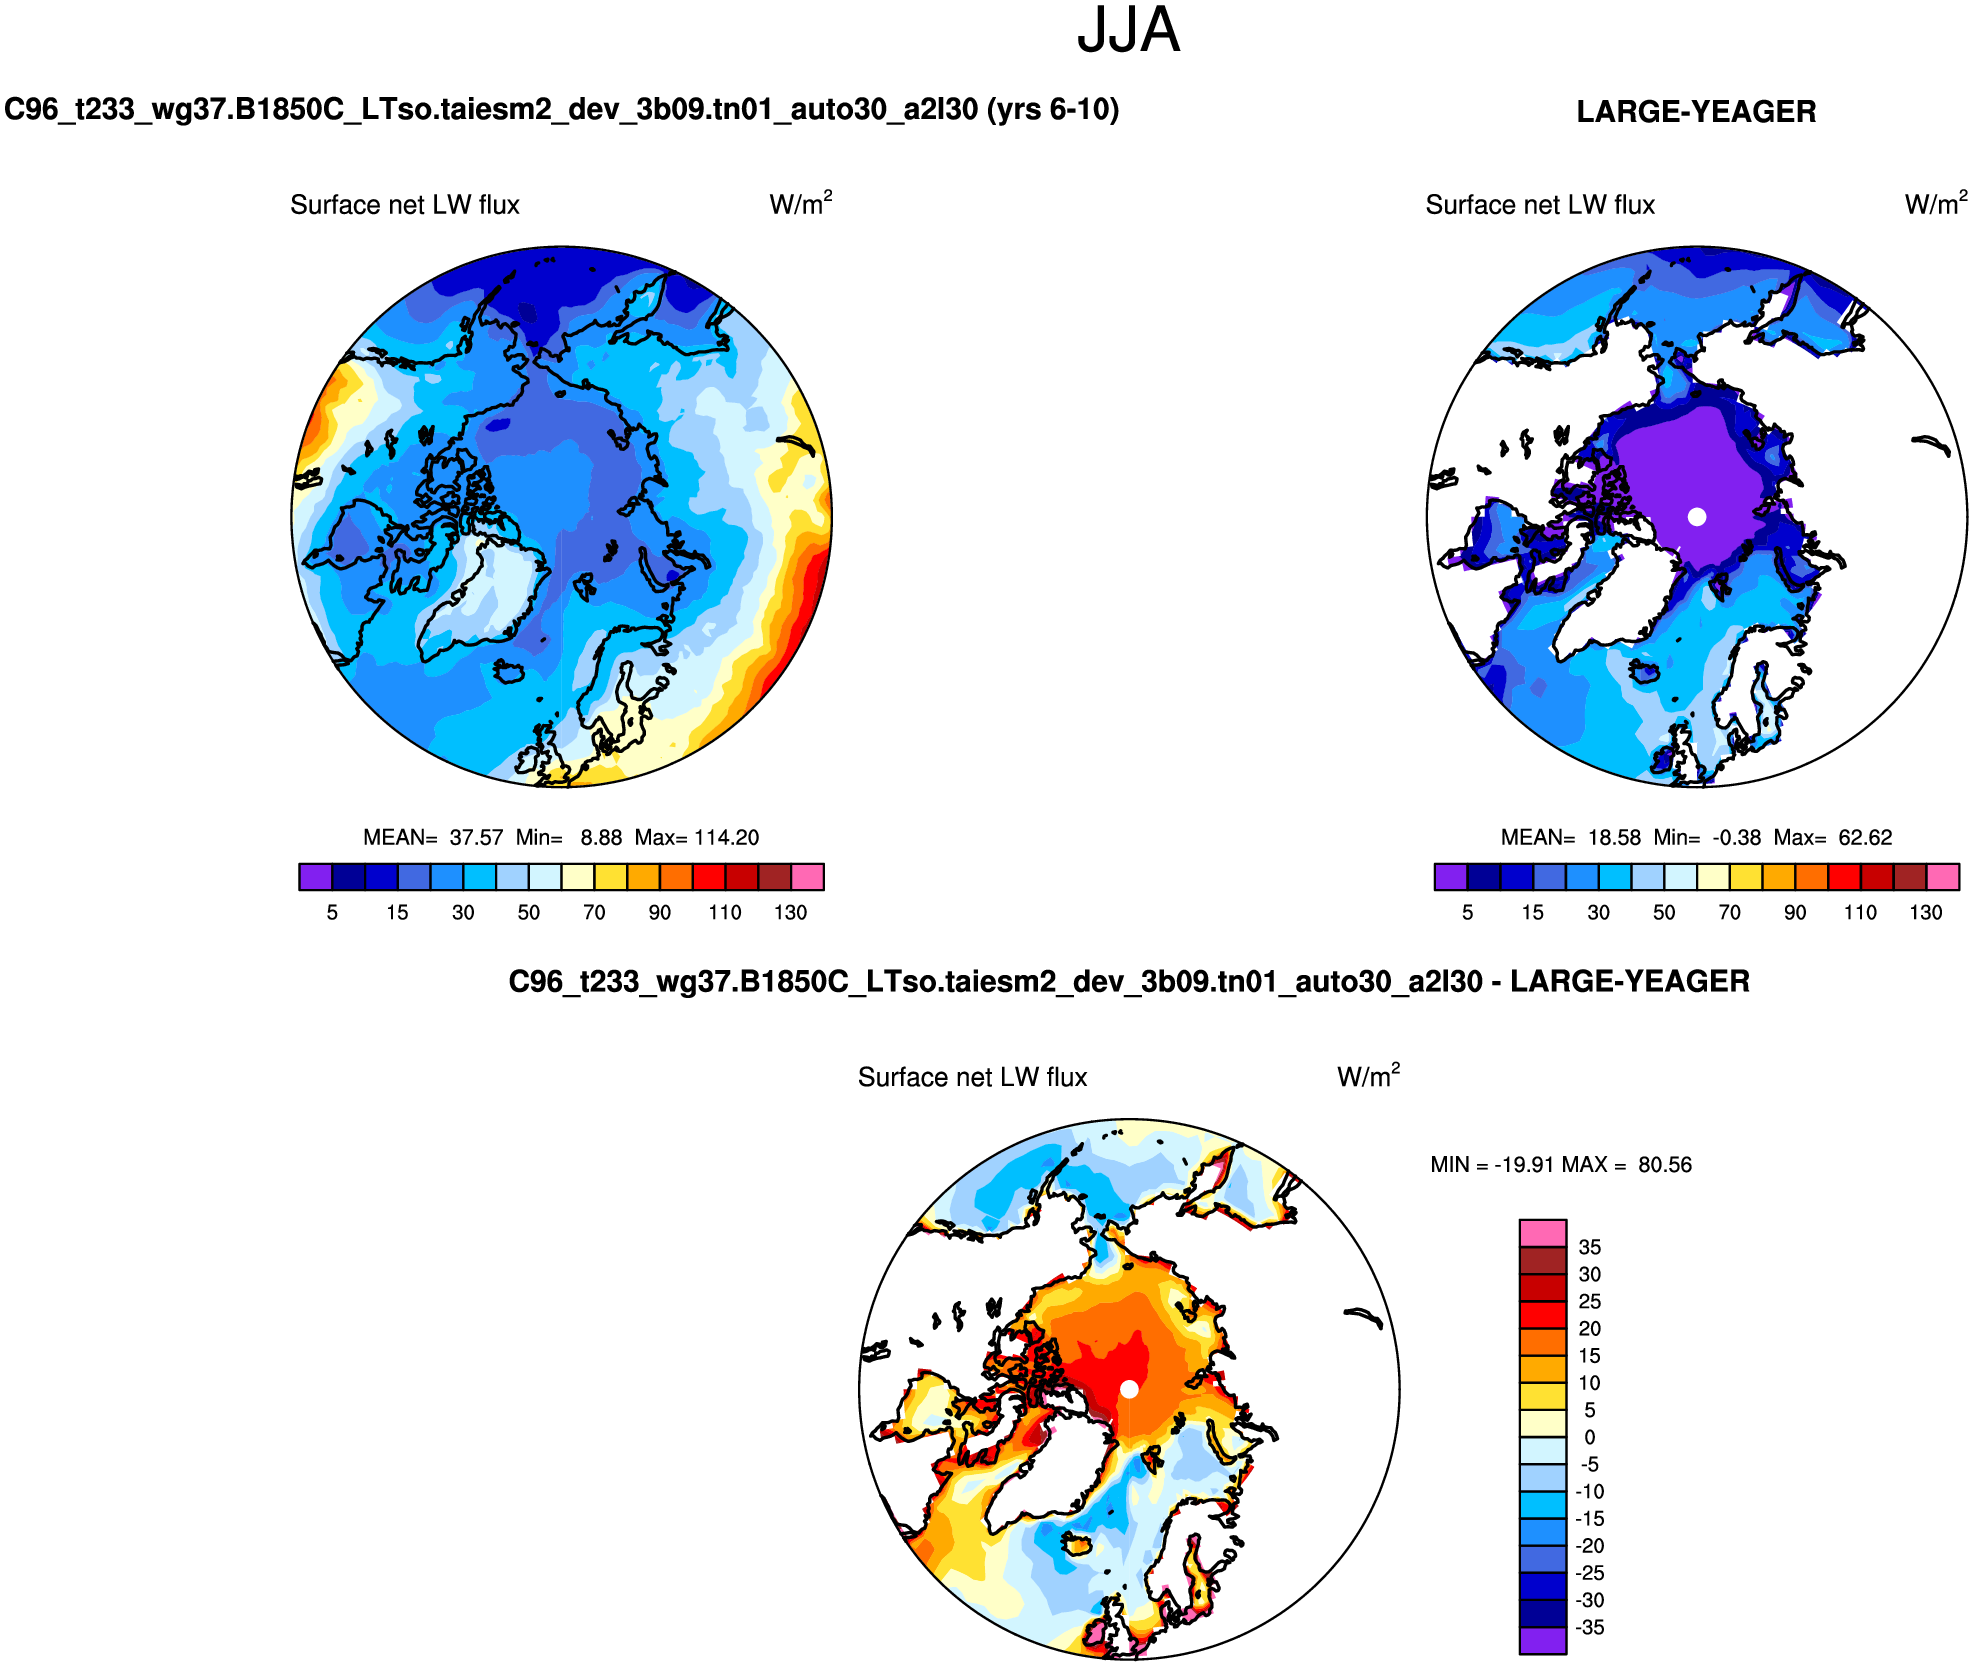 JJA
C96_t233_wg37.B1850C_LTso.taiesm2_dev_3b09.tn01_auto30_a2l30 (yrs 6-10)
LARGE-YEAGER
Surface net LW flux W/m²
Surface net LW flux W/m²
MEAN= 37.57 Min= 8.88 Max= 114.20
MEAN= 18.58 Min= -0.38 Max= 62.62
5 15 30 50 70 90 110 130
5 15 30 50 70 90 110 130
C96_t233_wg37.B1850C_LTso.taiesm2_dev_3b09.tn01_auto30_a2l30 - LARGE-YEAGER
Surface net LW flux W/m²
MIN = -19.91 MAX = 80.56
35
30
25
20
15
10
5
0
-5
-10
-15
-20
-25
-30
-35